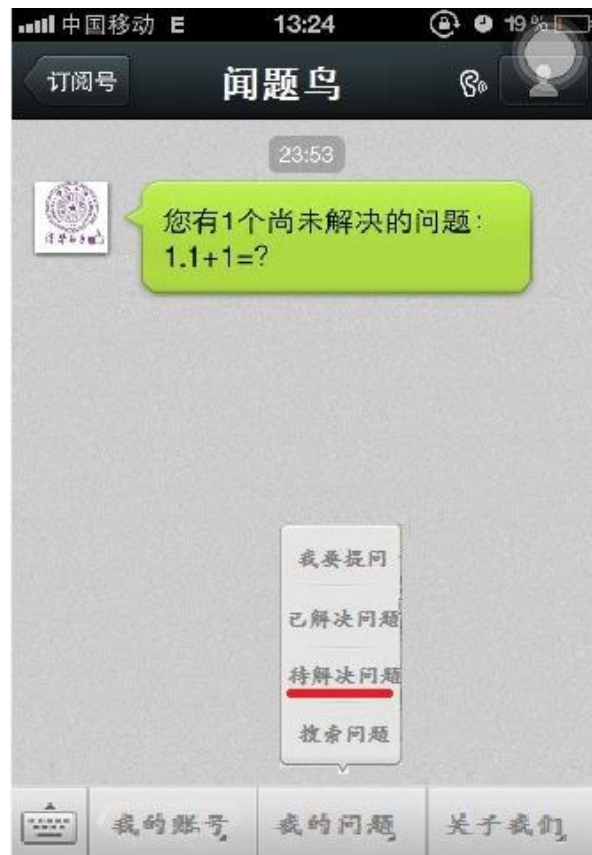 中国移动 E 13:24 19%
订阅号 闻题鸟
23:53
您有1个尚未解决的问题：
1.1+1=?
我要提问
已解决问题
待解决问题
搜索问题
我的账号 我的问题 关于我们